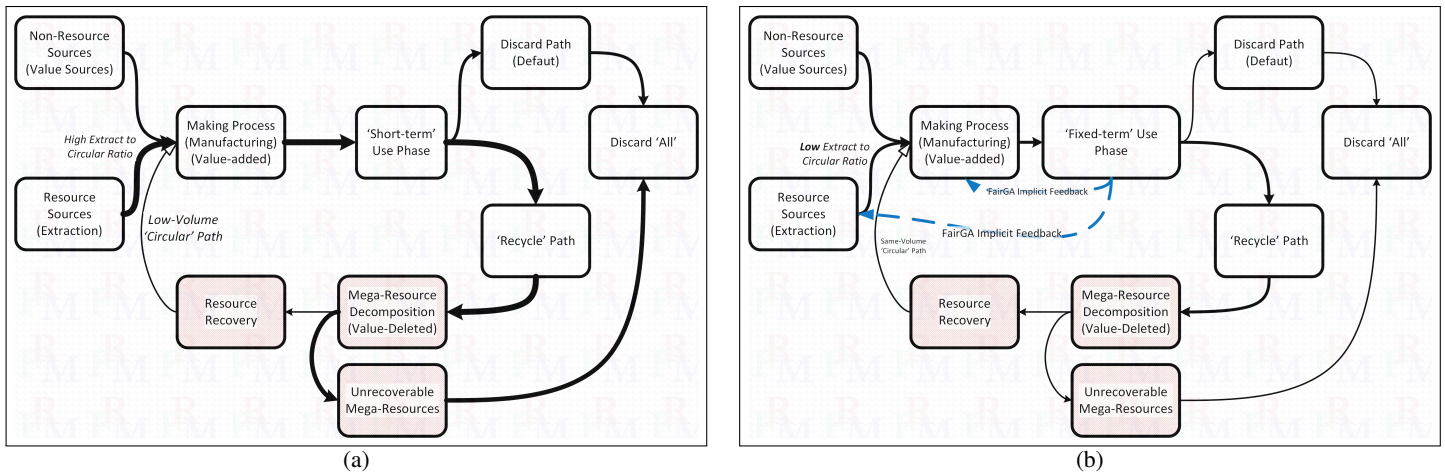 Non-Resource
Sources
(Value Sources)
Discard Path
(Defaut)
High Extract to
Circular Ratio
Making Process
(Manufacturing)
(Value-added)
'Short-term'
Use Phase
Discard 'All'
Resource
Sources
(Extraction)
Low-Volume
'Circular' Path
'Recycle' Path
Resource
Recovery
Mega-Resource
Decomposition
(Value-Deleted)
Unrecoverable
Mega-Resources
(a)
Non-Resource
Sources
(Value Sources)
Discard Path
(Defaut)
Low Extract to
Circular Ratio
Making Process
(Manufacturing)
(Value-added)
'Fixed-term' Use
Phase
Discard 'All'
FairGA Implicit Feedback
Resource
Sources
(Extraction)
FairGA Implicit Feedback
Same-Volume
'Circular' Path
'Recycle' Path
Resource
Recovery
Mega-Resource
Decomposition
(Value-Deleted)
Unrecoverable
Mega-Resources
(b)